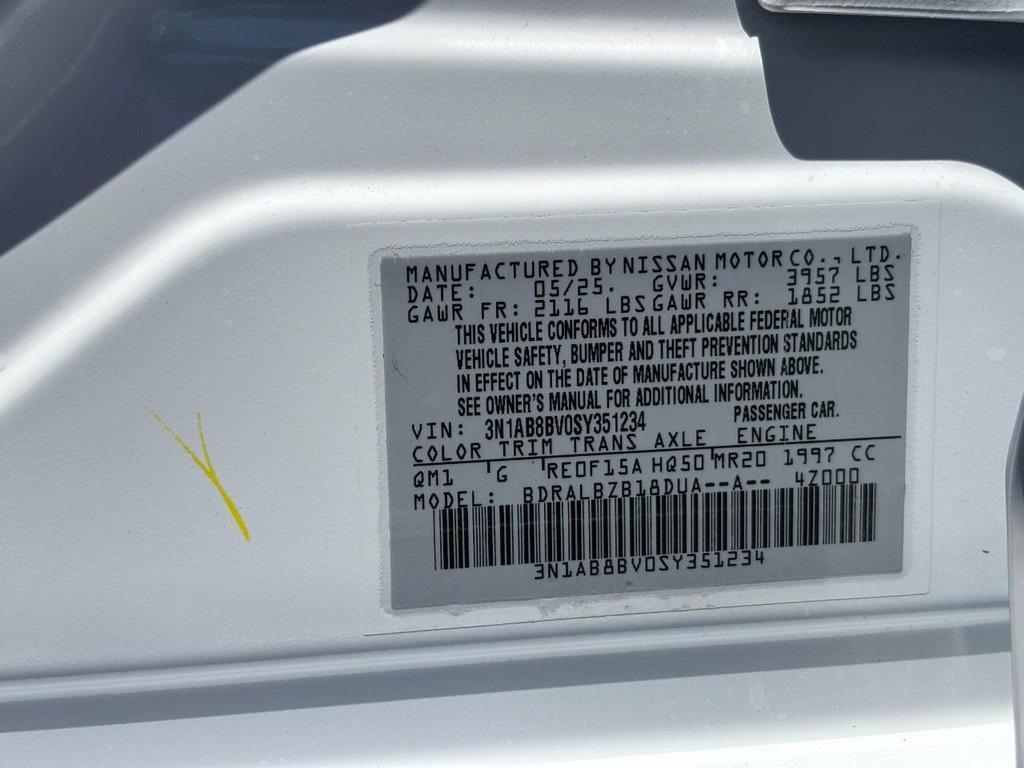 MANUFACTURED BY NISSAN MOTOR CO., LTD.
DATE: 05/25. GVWR: 3957 LBS
GAWR FR: 2116 LBS GAWR RR: 1852 LBS
THIS VEHICLE CONFORMS TO ALL APPLICABLE FEDERAL MOTOR
VEHICLE SAFETY, BUMPER AND THEFT PREVENTION STANDARDS
IN EFFECT ON THE DATE OF MANUFACTURE SHOWN ABOVE.
SEE OWNER'S MANUAL FOR ADDITIONAL INFORMATION.
VIN: 3N1AB8BV0SY351234 PASSENGER CAR.
COLOR TRIM TRANS AXLE ENGINE
QM1 G RE0F15A HQ50 MR20 1997 CC
MODEL: BDRALBZB18DUA--A-- 4Z000
3N1AB8BV0SY351234